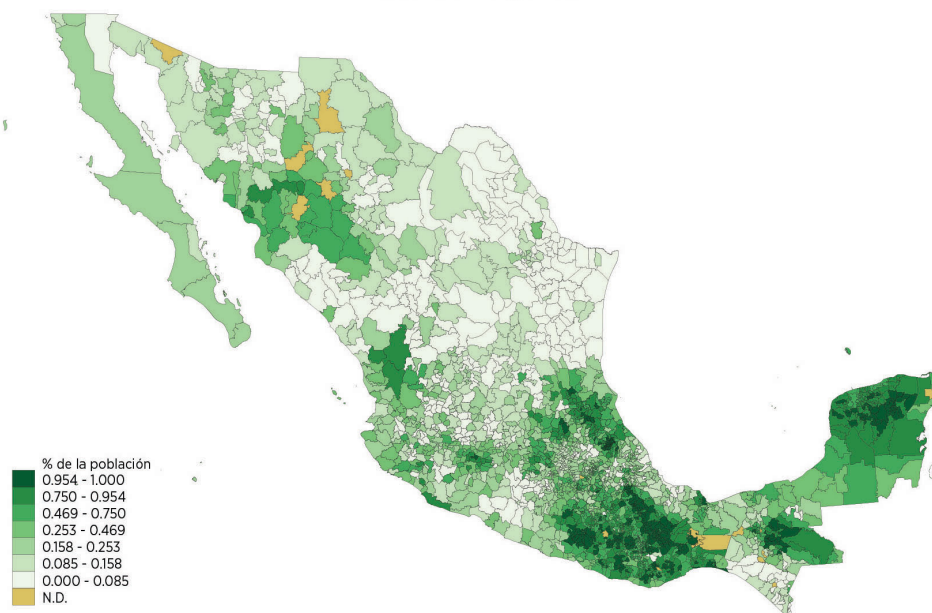 % de la población
0.954 - 1.000
0.750 - 0.954
0.469 - 0.750
0.253 - 0.469
0.158 - 0.253
0.085 - 0.158
0.000 - 0.085
N.D.